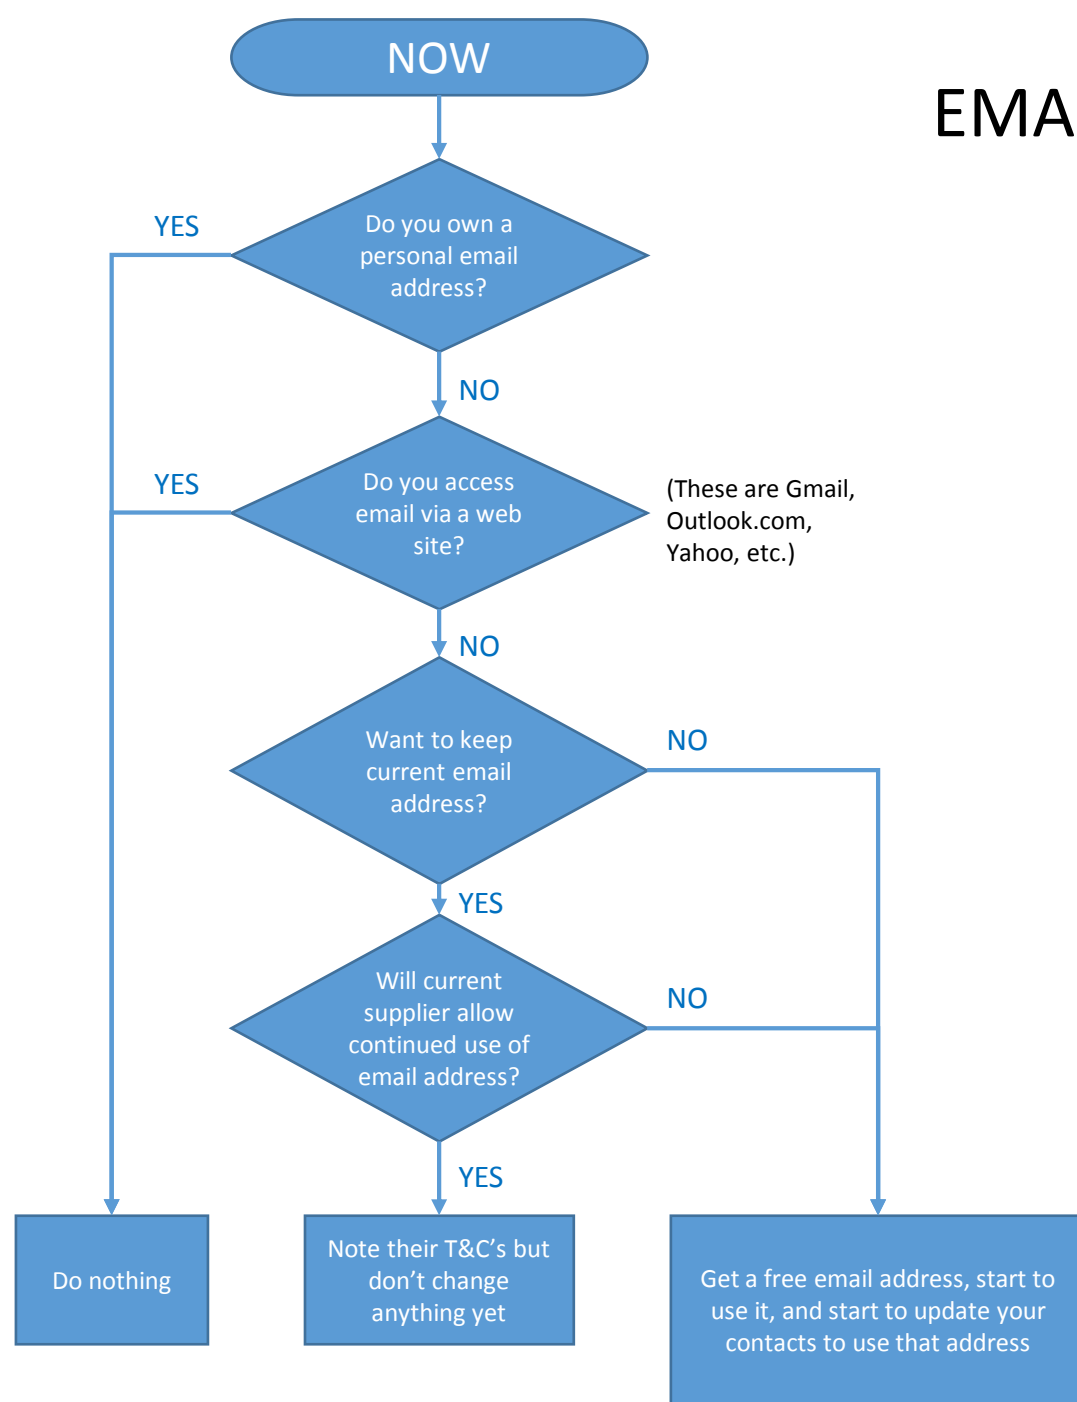 NOW
EMA
Do you own a
personal email
address?
YES
NO
Do you access
email via a web
site?
YES
(These are Gmail,
Outlook.com,
Yahoo, etc.)
NO
Want to keep
current email
address?
NO
YES
Will current
supplier allow
continued use of
email address?
NO
YES
Do nothing
Note their T&C’s but
don’t change
anything yet
Get a free email address, start to
use it, and start to update your
contacts to use that address